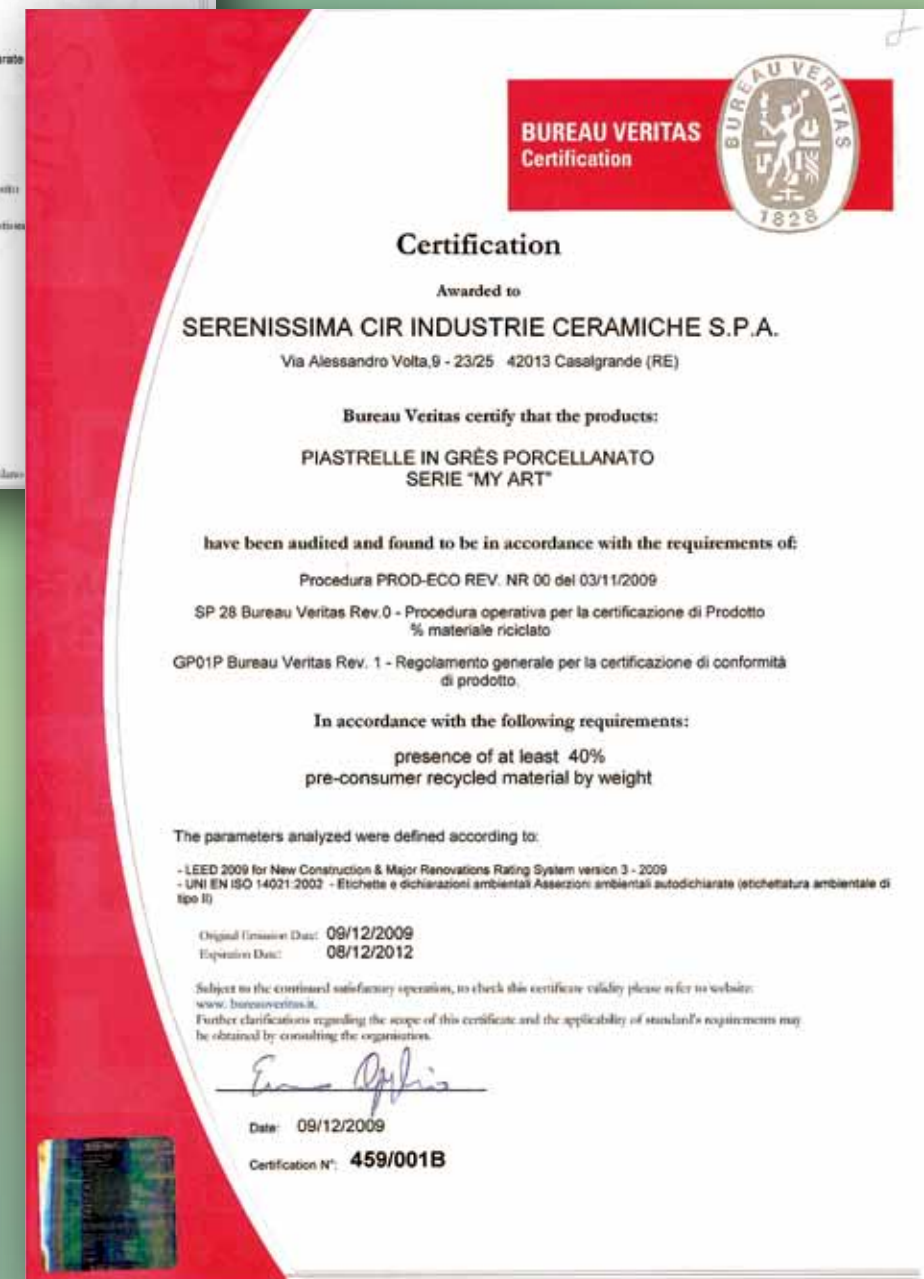 BUREAU VERITAS
Certification
BUREAU VERITAS
1828
Certification
Awarded to
SERENISSIMA CIR INDUSTRIE CERAMICHE S.P.A.
Via Alessandro Volta,9 - 23/25 42013 Casalgrande (RE)
Bureau Veritas certify that the products:
PIASTRELLE IN GRÈS PORCELLANATO
SERIE "MY ART"
have been audited and found to be in accordance with the requirements of:
Procedura PROD-ECO REV. NR 00 del 03/11/2009
SP 28 Bureau Veritas Rev.0 - Procedura operativa per la certificazione di Prodotto
% materiale riciclato
GP01P Bureau Veritas Rev. 1 - Regolamento generale per la certificazione di conformità
di prodotto.
In accordance with the following requirements:
presence of at least 40%
pre-consumer recycled material by weight
The parameters analyzed were defined according to:
- LEED 2009 for New Construction & Major Renovations Rating System version 3 - 2009
- UNI EN ISO 14021:2002 - Etichette e dichiarazioni ambientali Asserzioni ambientali autodichiarate (etichettatura ambientale di
tipo II)
Original Emission Date: 09/12/2009
Expiration Date: 08/12/2012
Subject to the continued satisfactory operation, to check this certificate validity please refer to website:
www. bureauveritas.it.
Further clarifications regarding the scope of this certificate and the applicability of standard's requirements may
be obtained by consulting the organisation.
Date: 09/12/2009
Certification N°: 459/001B